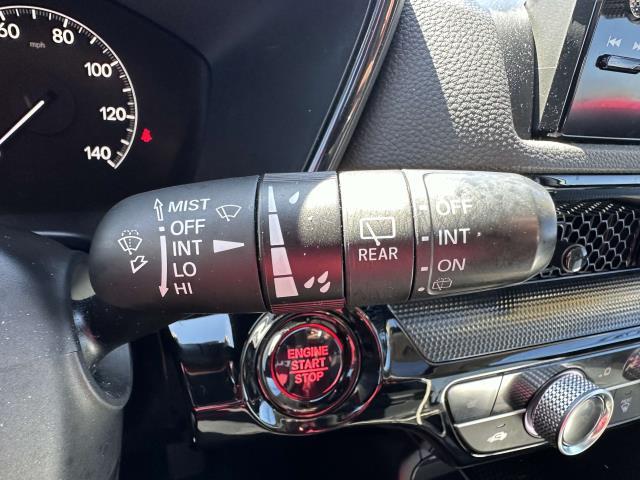 60
mph
80
100
120
140
MIST
OFF
INT
LO
HI
REAR
OFF
INT
ON
ENGINE
START
STOP